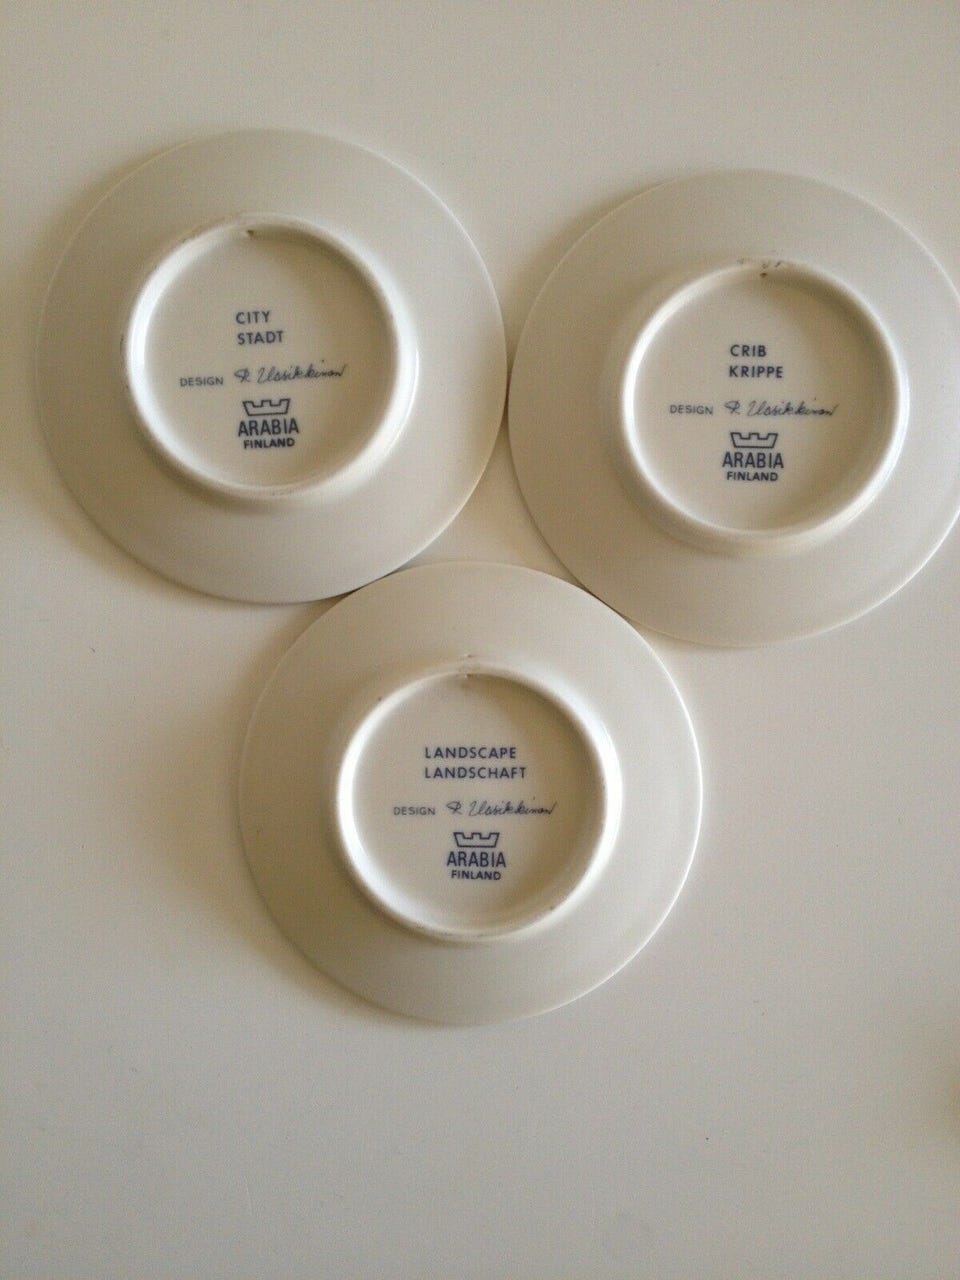 CITY
STADT
DESIGN R. Uosikkinen
ARABIA
FINLAND
CRIB
KRIPPE
DESIGN R. Uosikkinen
ARABIA
FINLAND
LANDSCAPE
LANDSCHAFT
DESIGN R. Uosikkinen
ARABIA
FINLAND